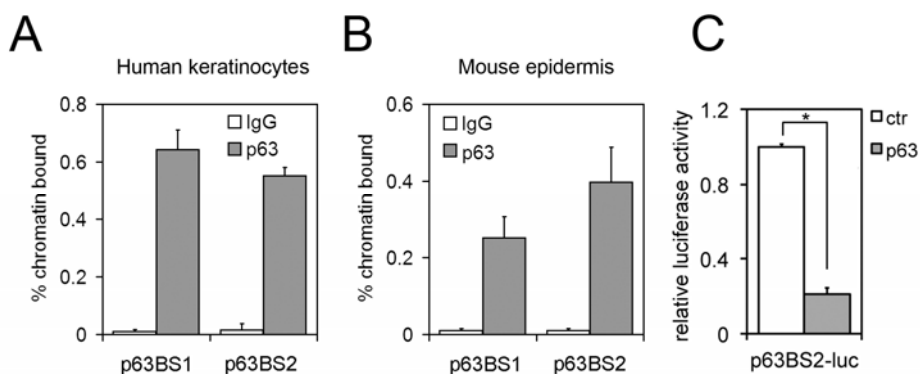 A
Human keratinocytes
% chromatin bound
0.8
0.6
0.4
0.2
0
IgG
p63
p63BS1
p63BS2
B
Mouse epidermis
% chromatin bound
0.6
0.4
0.2
0
IgG
p63
p63BS1
p63BS2
C
relative luciferase activity
1.2
0.8
0.4
0
*
ctr
p63
p63BS2-luc